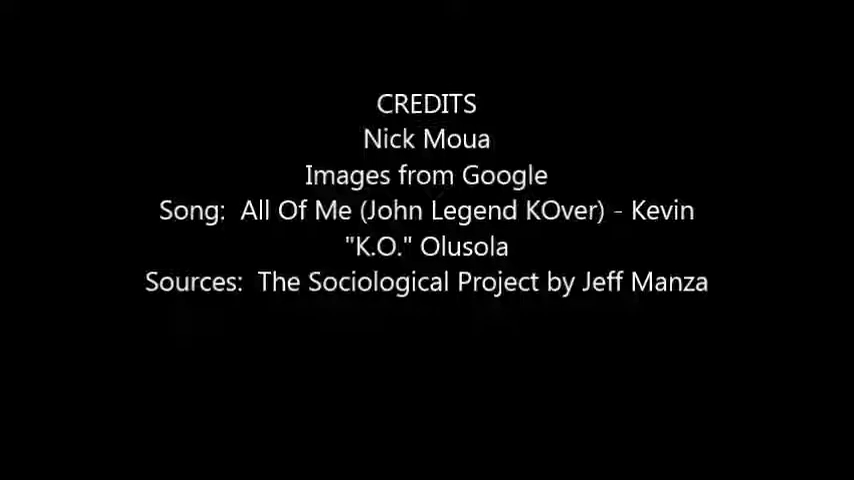 CREDITS
Nick Moua
Images from Google
Song:  All Of Me (John Legend KOver) - Kevin
"K.O." Olusola
Sources:  The Sociological Project by Jeff Manza